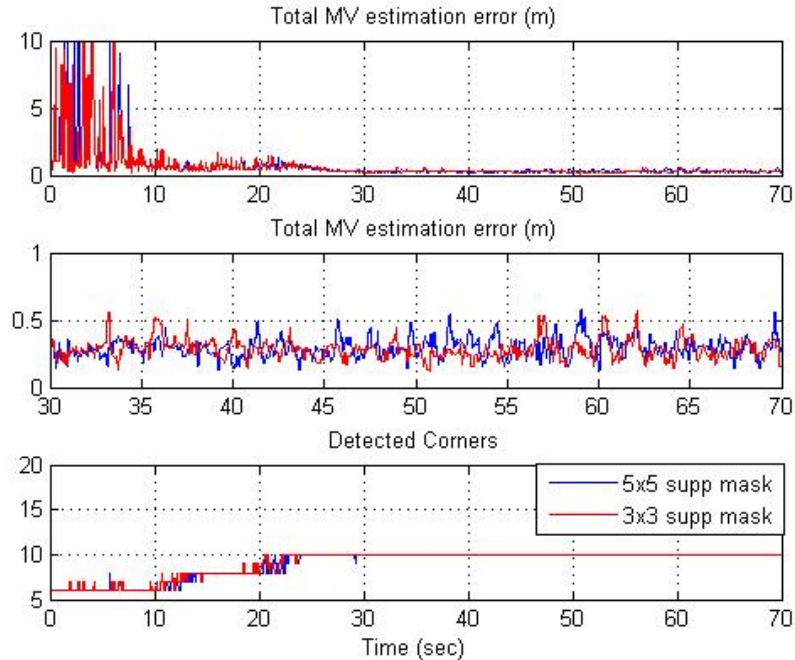 Total MV estimation error (m)
10
5
0
0 10 20 30 40 50 60 70
Total MV estimation error (m)
1
0.5
0
30 35 40 45 50 55 60 65 70
Detected Corners
20
15
10
5
5x5 supp mask
3x3 supp mask
0 10 20 30 40 50 60 70
Time (sec)